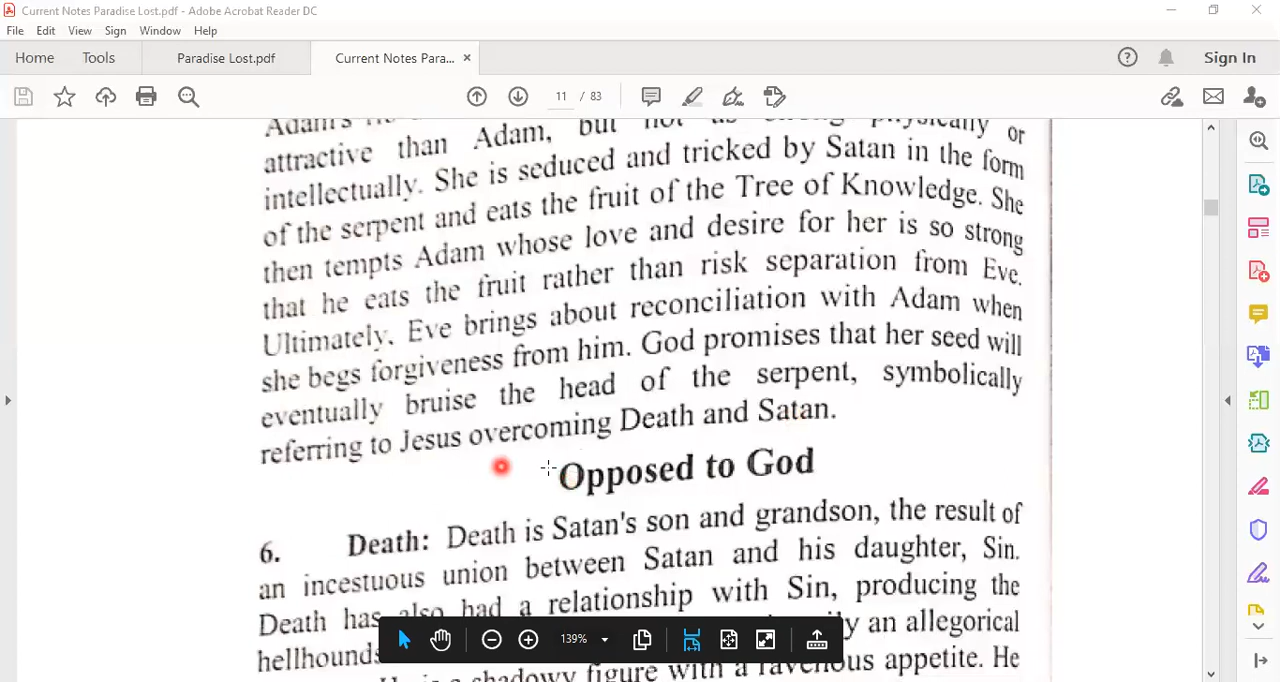 Current Notes Paradise Lost.pdf - Adobe Acrobat Reader DC
File Edit View Sign Window Help
Home Tools Paradise Lost.pdf Current Notes Para... × Sign In
11 / 83
Adam's
attractive than Adam, but not as strong physically or
intellectually. She is seduced and tricked by Satan in the form
of the serpent and eats the fruit of the Tree of Knowledge. She
then tempts Adam whose love and desire for her is so strong
that he eats the fruit rather than risk separation from Eve.
Ultimately. Eve brings about reconciliation with Adam when
she begs forgiveness from him. God promises that her seed will
eventually bruise the head of the serpent, symbolically
referring to Jesus overcoming Death and Satan.
Opposed to God
6. Death: Death is Satan's son and grandson, the result of
an incestuous union between Satan and his daughter, Sin.
Death has also had a relationship with Sin, producing the
hellhounds an allegorical
He is a shadowy figure with a ravenous appetite. He
139%